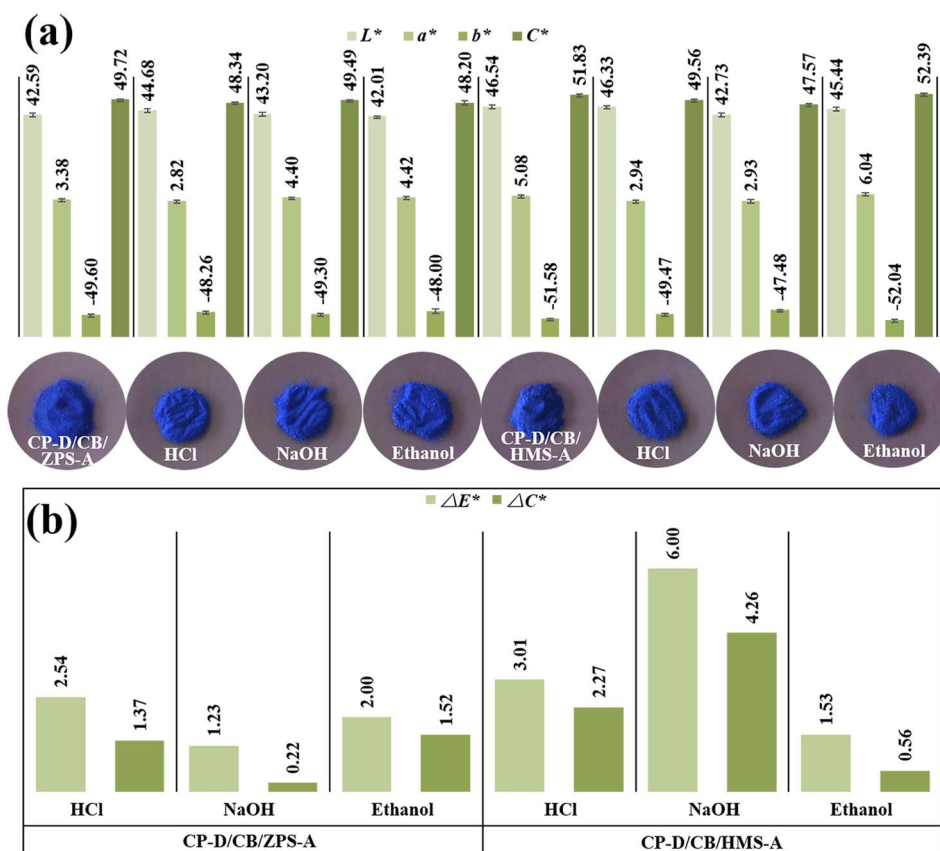 (a)
L* a* b* C*
42.59 3.38 -49.60 49.72 44.68 2.82 -48.26 48.34 43.20 4.40 -49.30 49.49 42.01 4.42 -48.00 48.20 46.54 5.08 -51.58 51.83 46.33 2.94 -49.47 49.56 42.73 2.93 -47.48 47.57 45.44 6.04 -52.04 52.39
CP-D/CB/
ZPS-A
HCl
NaOH
Ethanol
CP-D/CB/
HMS-A
HCl
NaOH
Ethanol
(b)
△E* △C*
2.54 1.37 1.23 0.22 2.00 1.52 3.01 2.27 6.00 4.26 1.53 0.56
HCl NaOH Ethanol HCl NaOH Ethanol
CP-D/CB/ZPS-A CP-D/CB/HMS-A